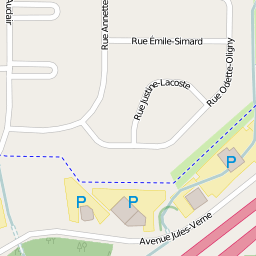 Rue Annette
Rue Émile-Simard
Rue Justine-Lacoste
Rue Odette-Oligny
P
P
P
Avenue Jules-Verne